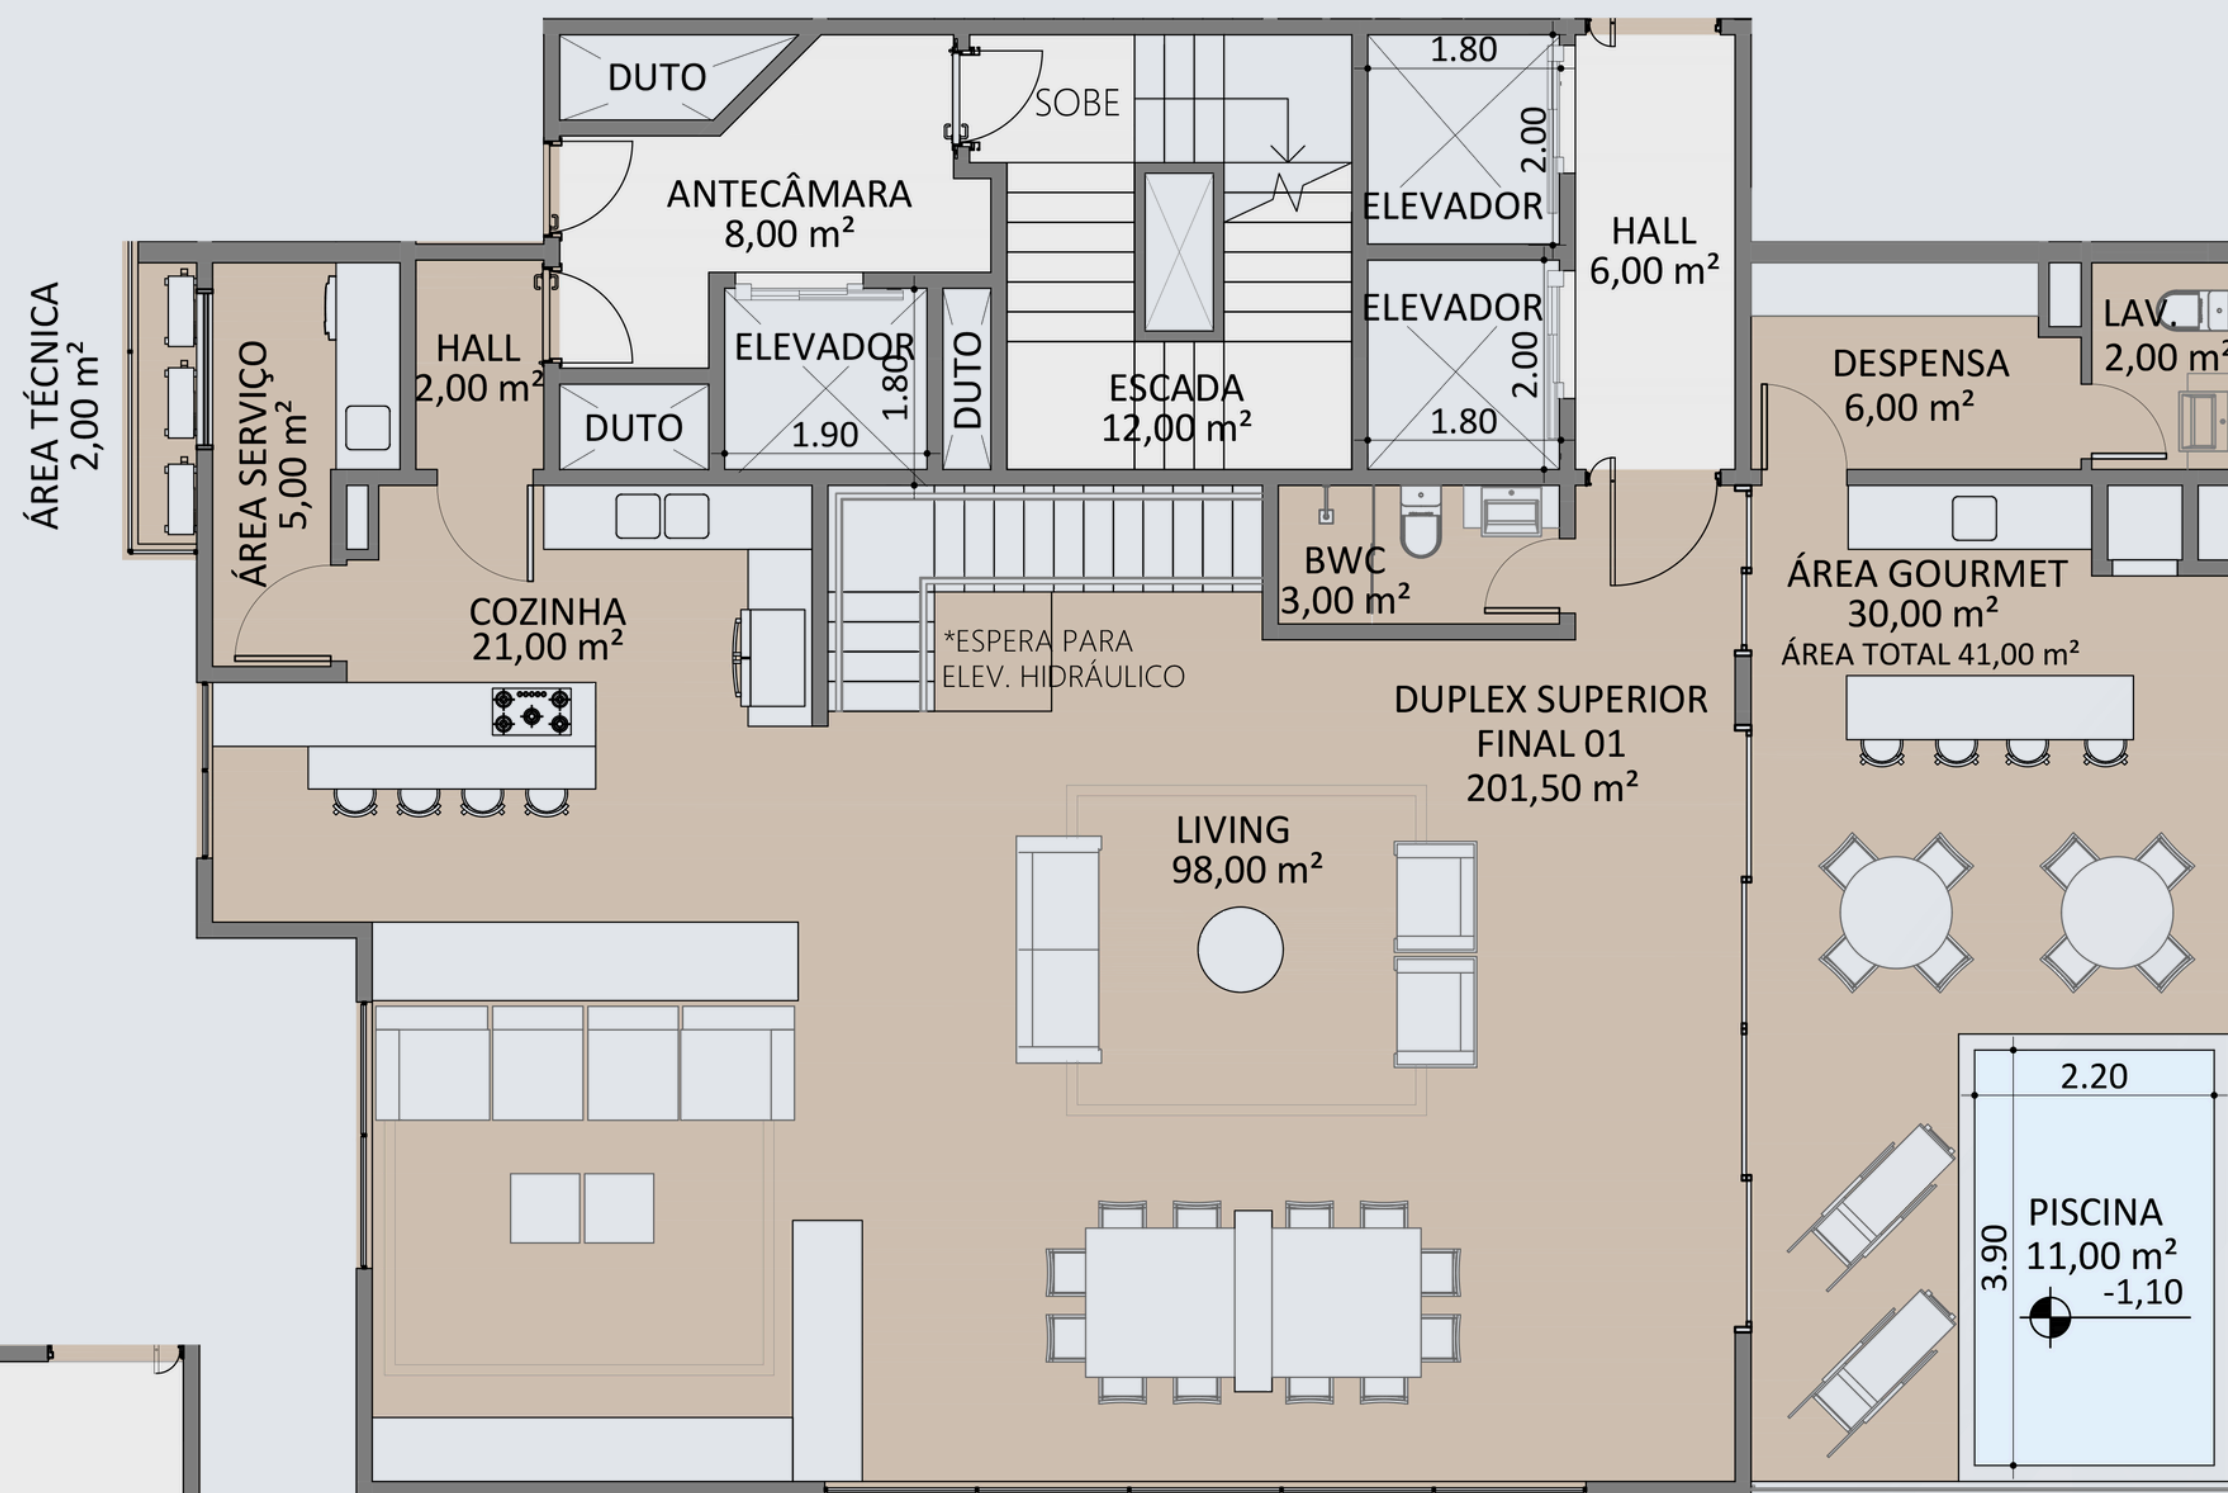 DUTO
SOBE
1.80
2.00
ELEVADOR
ANTECÂMARA
8,00 m²
HALL
6,00 m²
ÁREA TÉCNICA
2,00 m²
ÁREA SERVIÇO
5,00 m²
HALL
2,00 m²
DUTO
ELEVADOR
1.80
1.90
DUTO
ESCADA
12,00 m²
ELEVADOR
2.00
1.80
DESPENSA
6,00 m²
LAV.
2,00 m²
COZINHA
21,00 m²
*ESPERA PARA
ELEV. HIDRÁULICO
BWC
3,00 m²
ÁREA GOURMET
30,00 m²
ÁREA TOTAL 41,00 m²
DUPLEX SUPERIOR
FINAL 01
201,50 m²
LIVING
98,00 m²
2.20
3.90
PISCINA
11,00 m²
-1,10